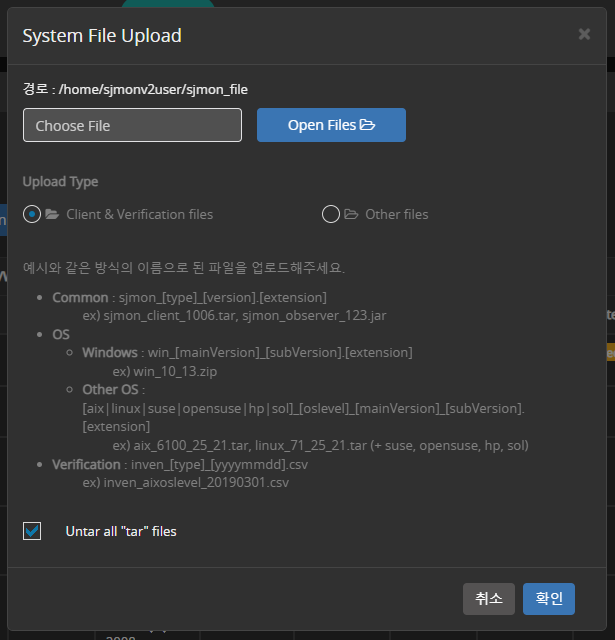 System File Upload
×
경로 : /home/sjmonv2user/sjmon_file
Choose File
Open Files
Upload Type
Client & Verification files
Other files
예시와 같은 방식의 이름으로 된 파일을 업로드해주세요.
• Common : sjmon_[type]_[version].[extension]
ex) sjmon_client_1006.tar, sjmon_observer_123.jar
• OS
◦ Windows : win_[mainVersion]_[subVersion].[extension]
ex) win_10_13.zip
◦ Other OS :
[aix|linux|suse|opensuse|hp|sol]_[oslevel]_[mainVersion]_[subVersion].
[extension]
ex) aix_6100_25_21.tar, linux_71_25_21.tar (+ suse, opensuse, hp, sol)
• Verification : inven_[type]_[yyyymmdd].csv
ex) inven_aixoslevel_20190301.csv
Untar all "tar" files
취소
확인